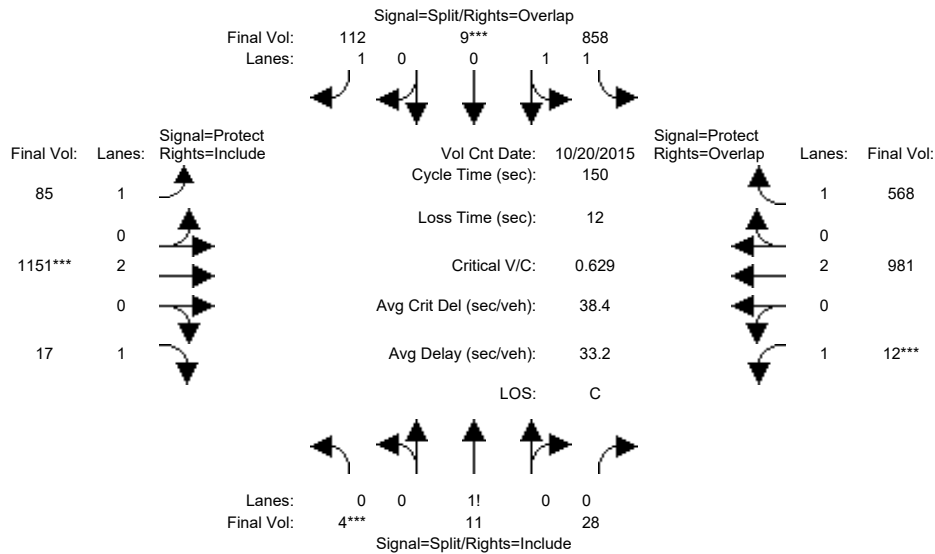 Signal=Split/Rights=Overlap
Final Vol: 112 9*** 858
Lanes: 1 0 0 1 1
Signal=Protect Signal=Protect
Final Vol: Lanes: Rights=Include Vol Cnt Date: 10/20/2015 Rights=Overlap Lanes: Final Vol:
Cycle Time (sec): 150
85 1 1 568
Loss Time (sec): 12
0 0
1151*** 2 Critical V/C: 0.629 2 981
0 Avg Crit Del (sec/veh): 38.4 0
17 1 Avg Delay (sec/veh): 33.2 1 12***
LOS: C
Lanes: 0 0 1! 0 0
Final Vol: 4*** 11 28
Signal=Split/Rights=Include